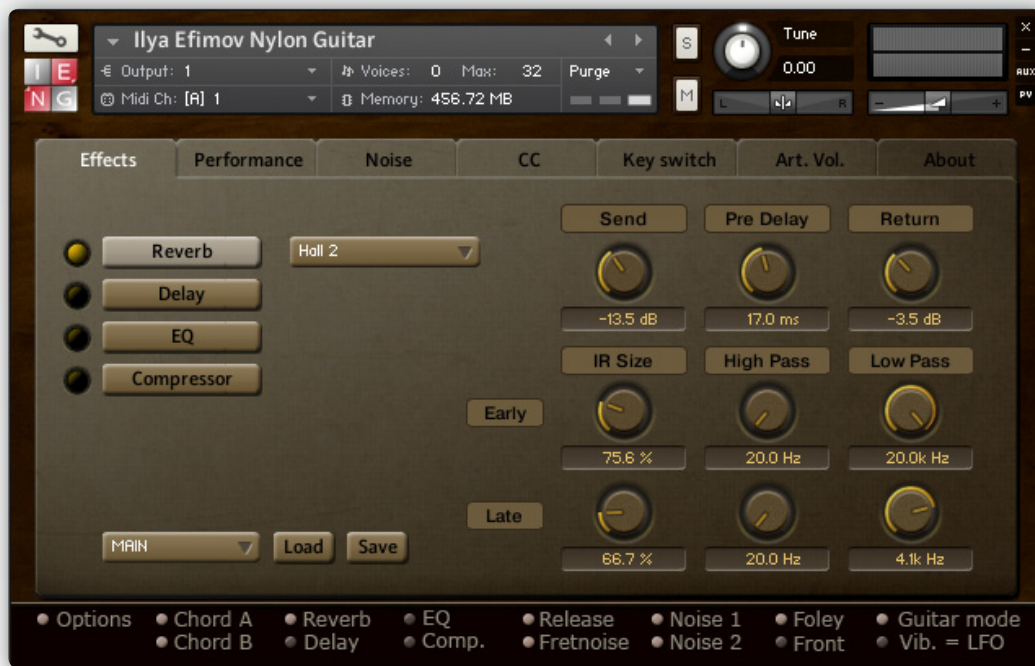 Ilya Efimov Nylon Guitar
S
Tune
0.00
×
−
AUX
PV
I E,
'N G
Output: 1
Voices: 0 Max: 32
Purge
Midi Ch: [A] 1
Memory: 456.72 MB
M
L R
− +
Effects Performance Noise CC Key switch Art. Vol. About
Send Pre Delay Return
Reverb Hall 2
Delay
-13.5 dB 17.0 ms -3.5 dB
EQ
IR Size High Pass Low Pass
Compressor
Early
75.6 % 20.0 Hz 20.0k Hz
Late
MAIN Load Save
66.7 % 20.0 Hz 4.1k Hz
Options Chord A Reverb EQ Release Noise 1 Foley Guitar mode
Chord B Delay Comp. Fretnoise Noise 2 Front Vib. = LFO